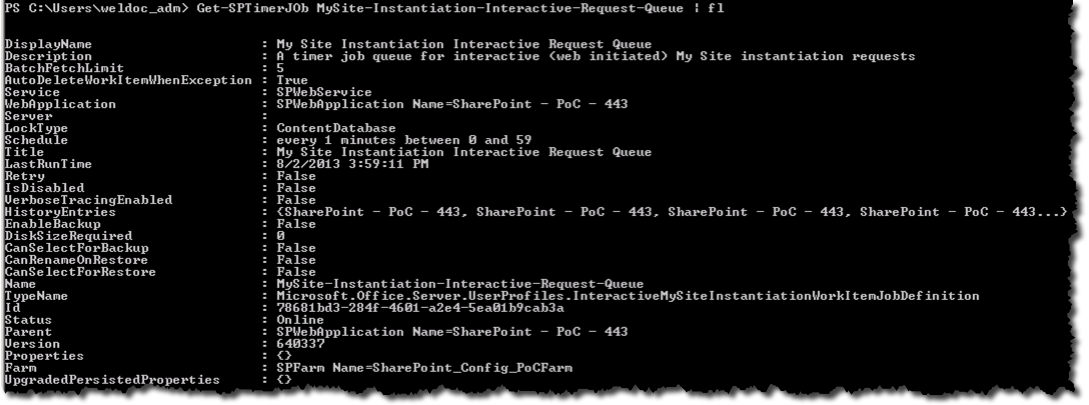 PS C:\Users\weldoc_adm> Get-SPTimerJOb MySite-Instantiation-Interactive-Request-Queue | fl
DisplayName : My Site Instantiation Interactive Request Queue
Description : A timer job queue for interactive (web initiated) My Site instantiation requests
BatchFetchLimit : 5
AutoDeleteWorkItemWhenException : True
Service : SPWebService
WebApplication : SPWebApplication Name=SharePoint - PoC - 443
Server :
LockType : ContentDatabase
Schedule : every 1 minutes between 0 and 59
Title : My Site Instantiation Interactive Request Queue
LastRunTime : 8/2/2013 3:59:11 PM
Retry : False
IsDisabled : False
VerboseTracingEnabled : False
HistoryEntries : {SharePoint - PoC - 443, SharePoint - PoC - 443, SharePoint - PoC - 443, SharePoint - PoC - 443...}
EnableBackup : False
DiskSizeRequired : 0
CanSelectForBackup : False
CanRenameOnRestore : False
CanSelectForRestore : False
Name : MySite-Instantiation-Interactive-Request-Queue
TypeName : Microsoft.Office.Server.UserProfiles.InteractiveMySiteInstantiationWorkItemJobDefinition
Id : 78681bd3-284f-4601-a2e4-5ea01b9cab3a
Status : Online
Parent : SPWebApplication Name=SharePoint - PoC - 443
Version : 640337
Properties : {}
Farm : SPFarm Name=SharePoint_Config_PoCFarm
UpgradedPersistedProperties : {}